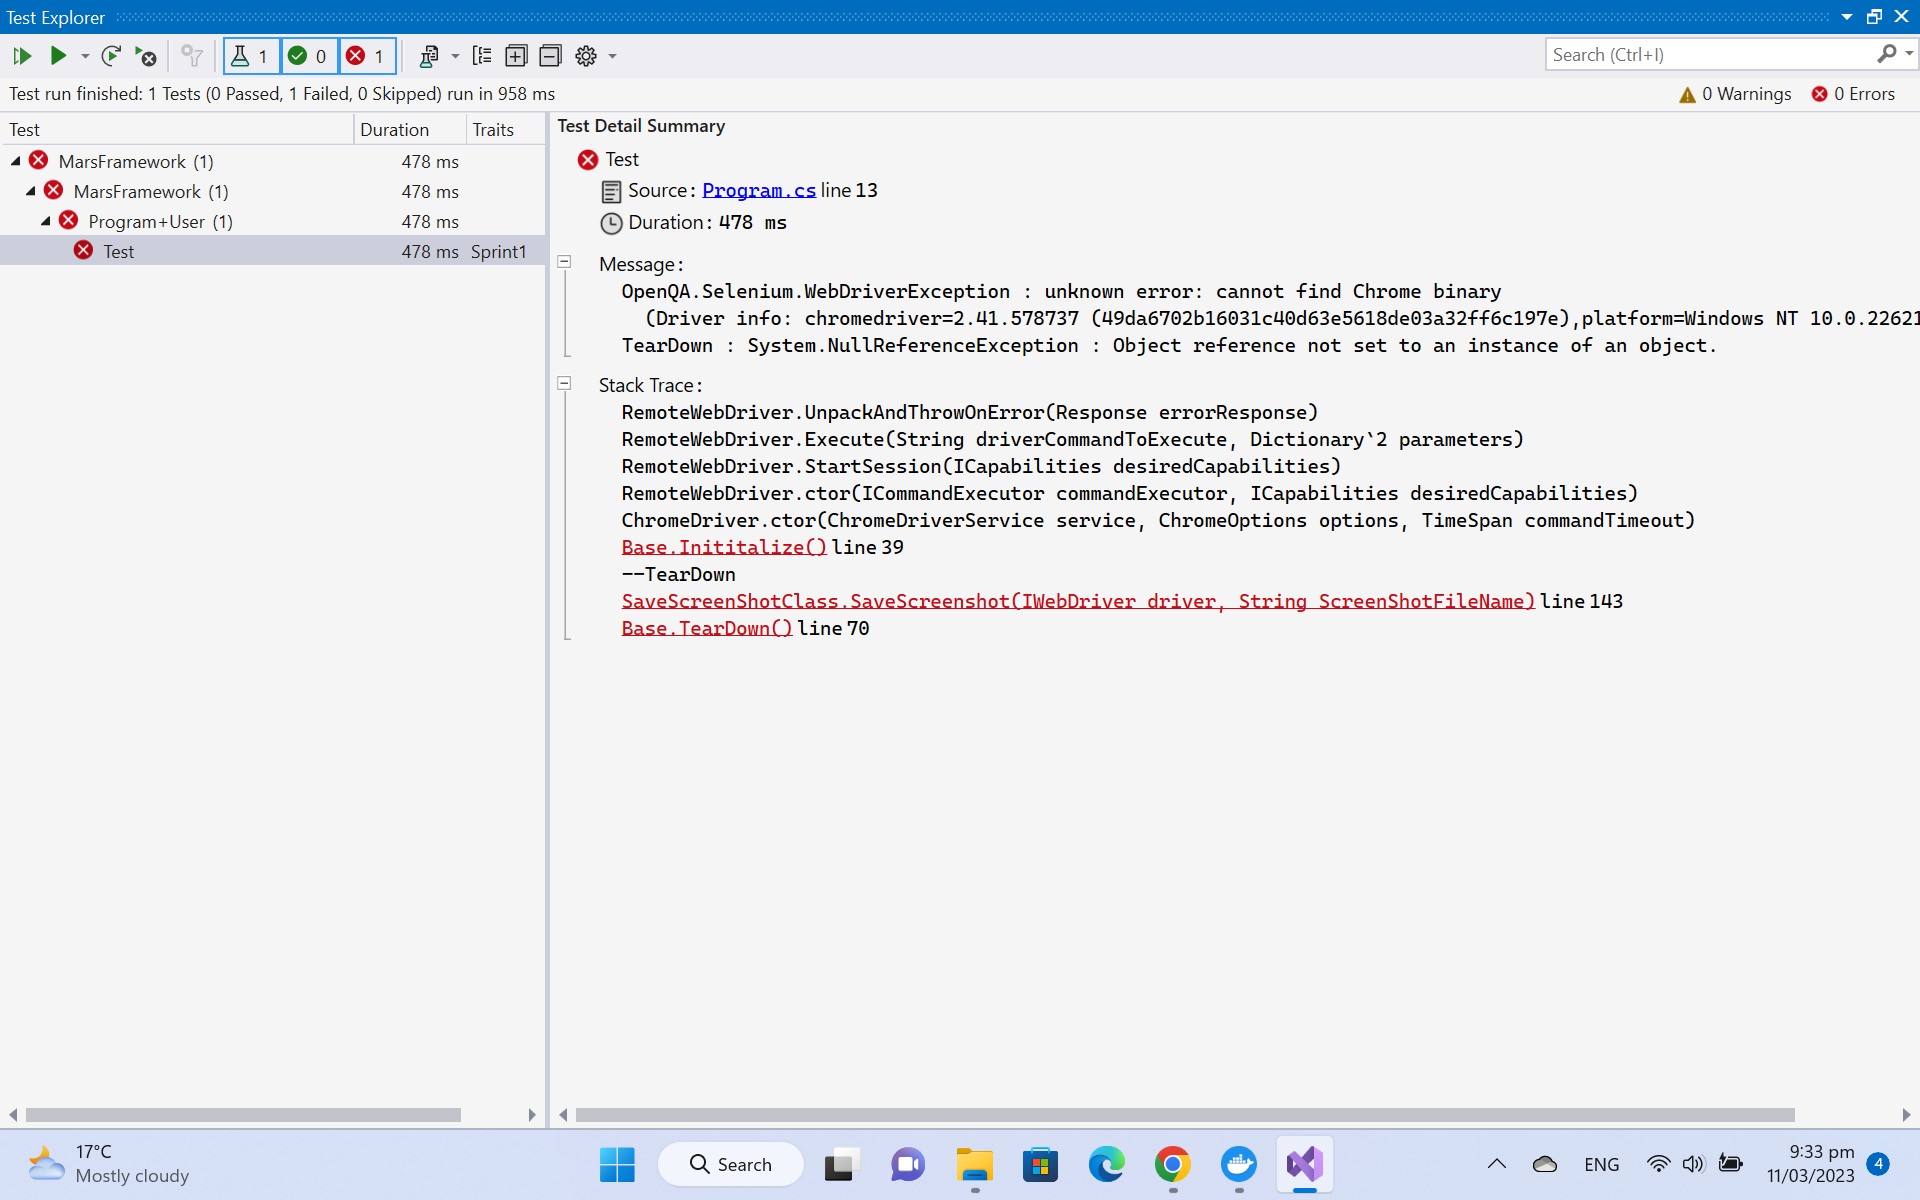 Test Explorer
1 0 1
Search (Ctrl+I)
Test run finished: 1 Tests (0 Passed, 1 Failed, 0 Skipped) run in 958 ms
0 Warnings 0 Errors
Test Duration Traits
MarsFramework (1) 478 ms
MarsFramework (1) 478 ms
Program+User (1) 478 ms
Test 478 ms Sprint1
Test Detail Summary
Test
Source: Program.cs line 13
Duration: 478 ms
Message:
OpenQA.Selenium.WebDriverException : unknown error: cannot find Chrome binary
(Driver info: chromedriver=2.41.578737 (49da6702b16031c40d63e5618de03a32ff6c197e),platform=Windows NT 10.0.22621
TearDown : System.NullReferenceException : Object reference not set to an instance of an object.
Stack Trace:
RemoteWebDriver.UnpackAndThrowOnError(Response errorResponse)
RemoteWebDriver.Execute(String driverCommandToExecute, Dictionary`2 parameters)
RemoteWebDriver.StartSession(ICapabilities desiredCapabilities)
RemoteWebDriver.ctor(ICommandExecutor commandExecutor, ICapabilities desiredCapabilities)
ChromeDriver.ctor(ChromeDriverService service, ChromeOptions options, TimeSpan commandTimeout)
Base.Inititalize() line 39
--TearDown
SaveScreenShotClass.SaveScreenshot(IWebDriver driver, String ScreenShotFileName) line 143
Base.TearDown() line 70
17°C
Mostly cloudy
Search
ENG
9:33 pm
11/03/2023
4